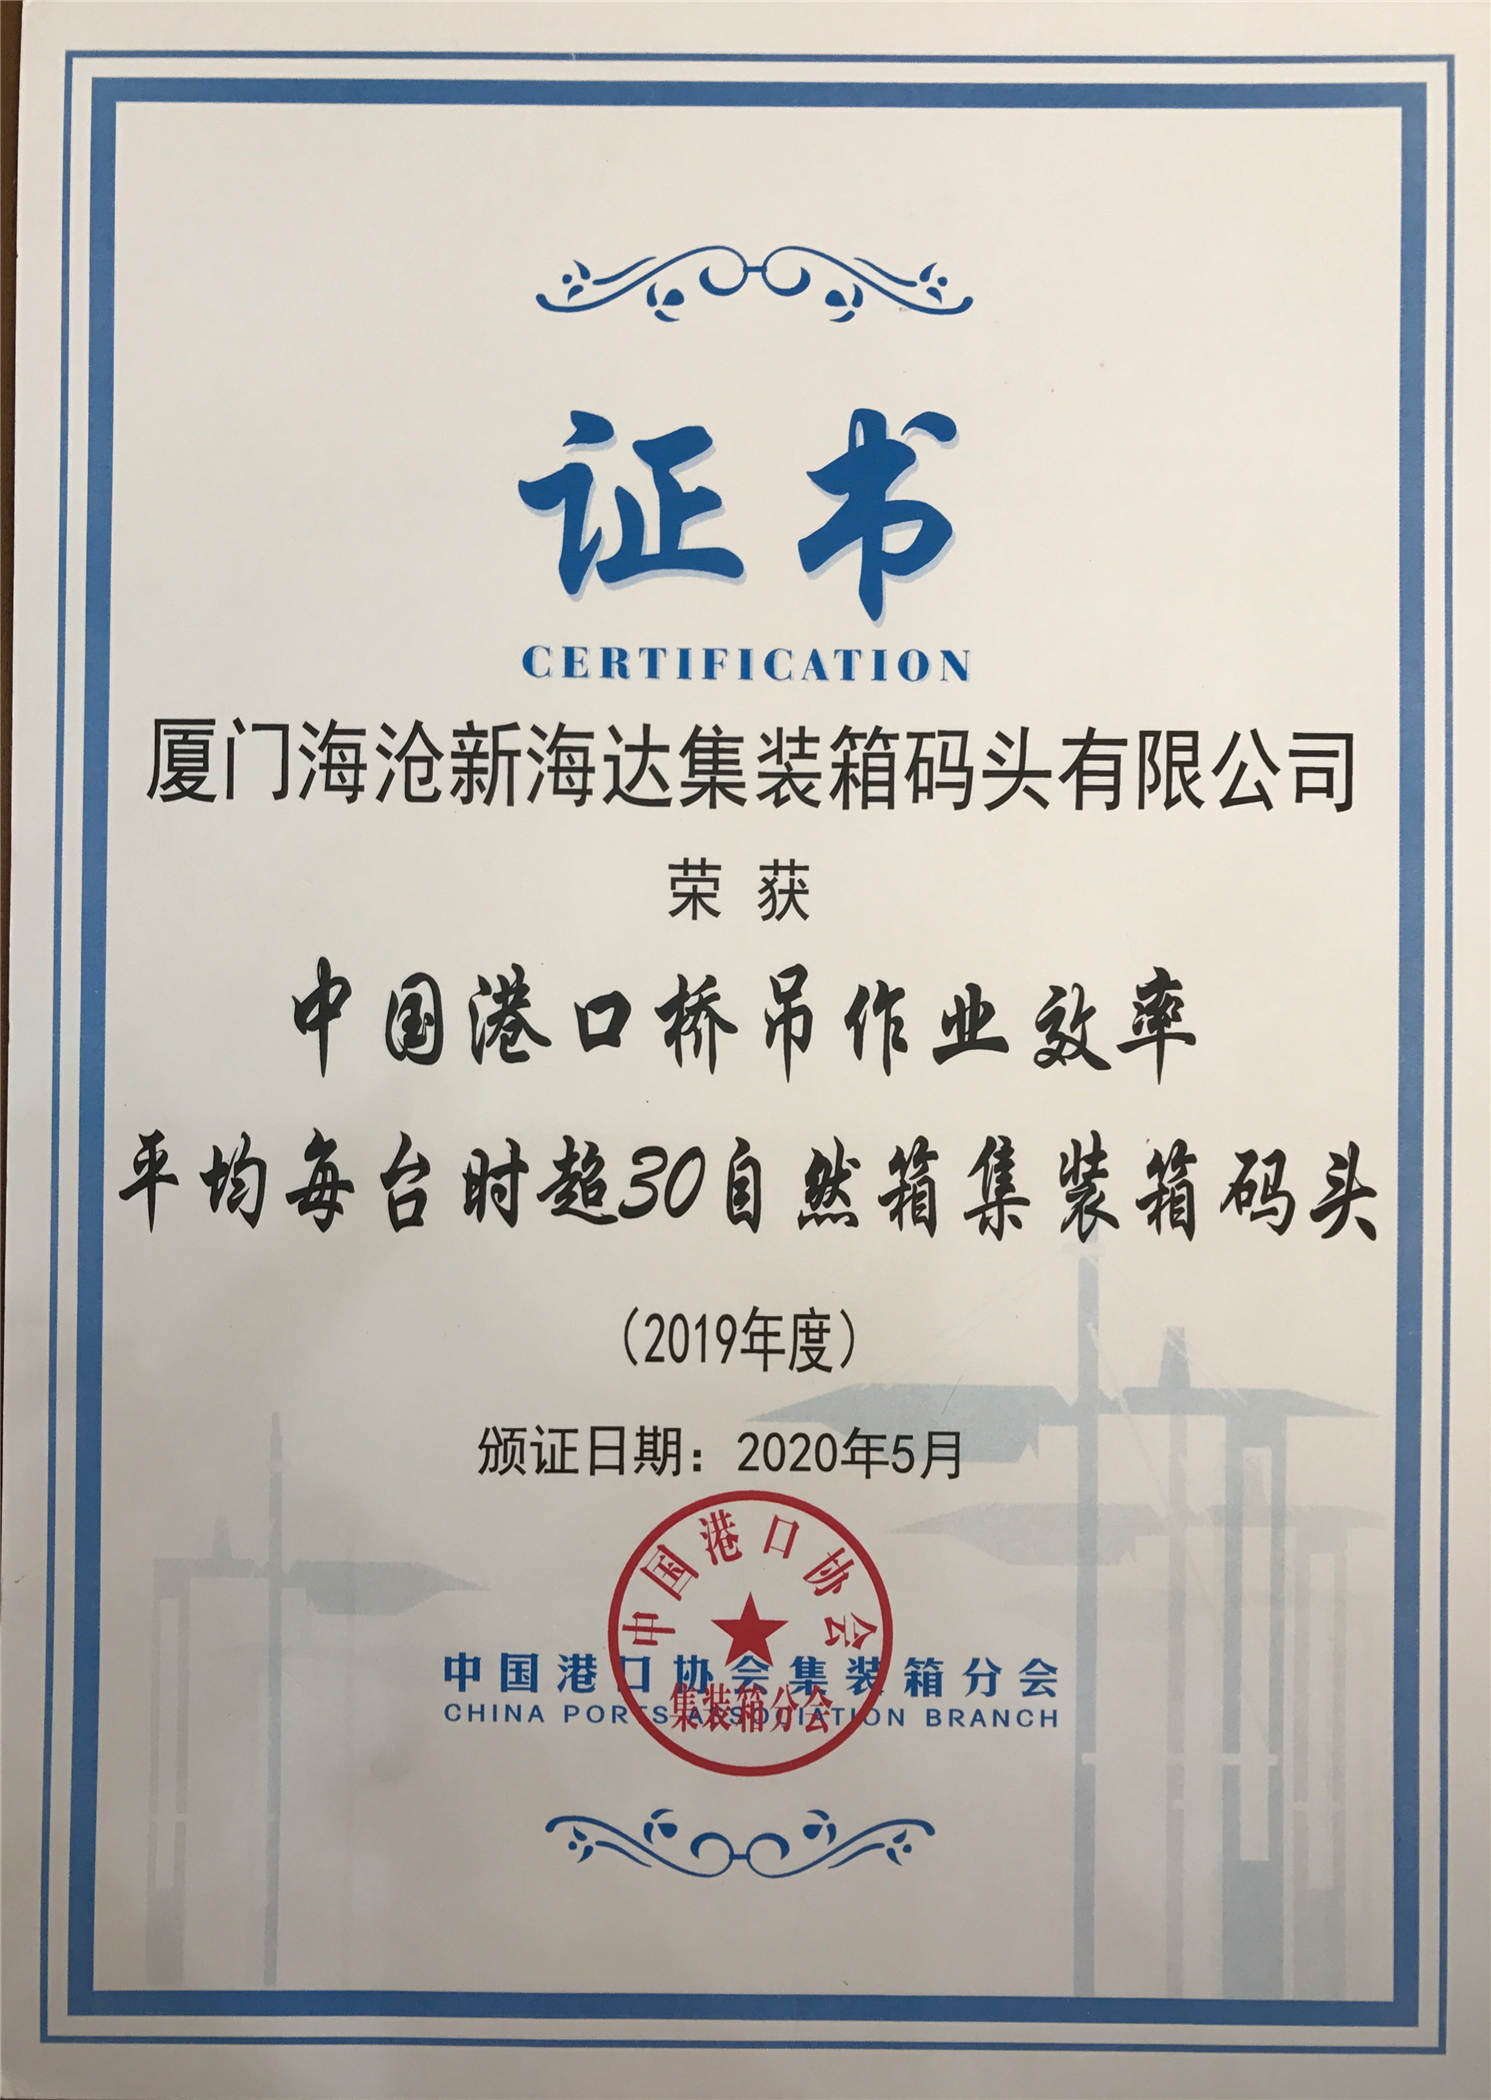 证书
CERTIFICATION
厦门海沧新海达集装箱码头有限公司
荣获
中国港口桥吊作业效率
平均每台时超30自然箱集装箱码头
（2019年度）
颁证日期：2020年5月
中国港口协会
中国港口协会集装箱分会
集装箱分会
CHINA PORTS ASSOCIATION BRANCH